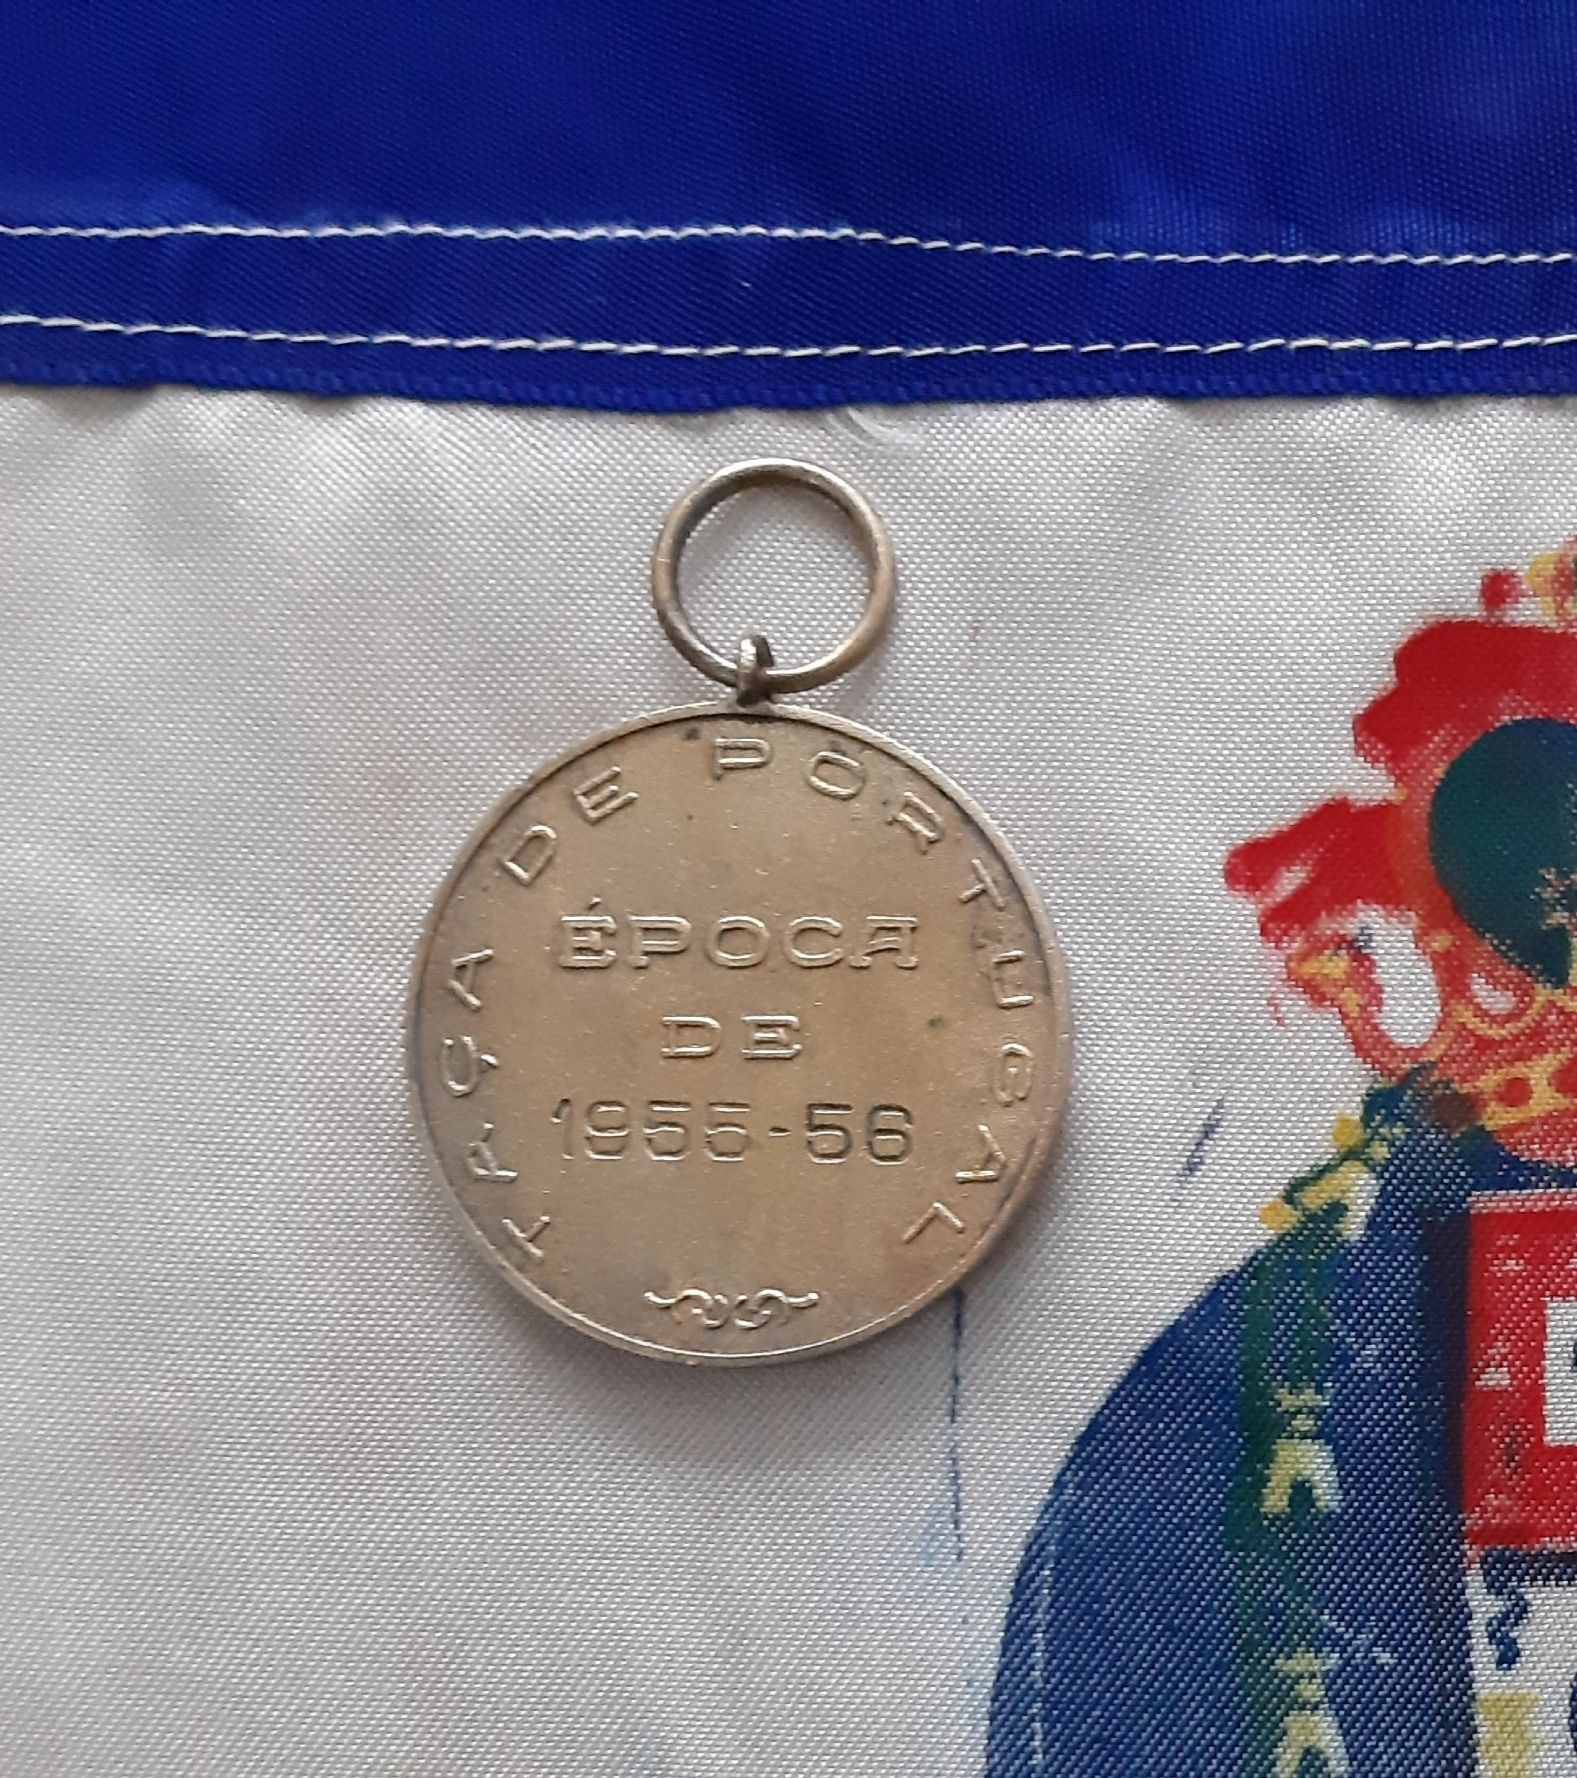 TAÇA DE PORTUGAL
ÉPOCA
DE
1955-56